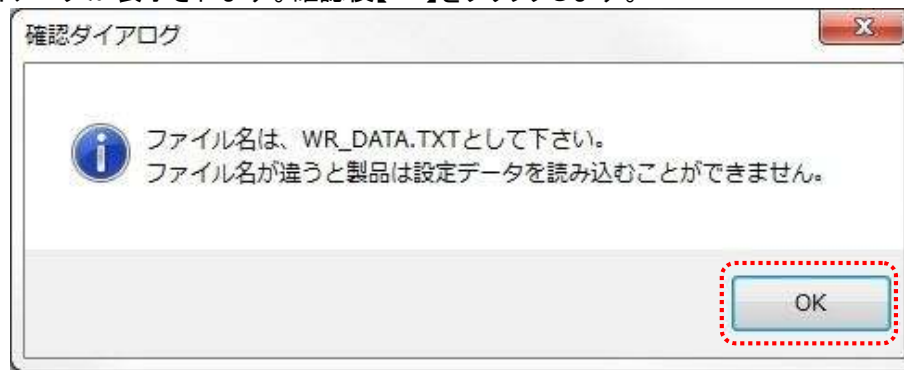 確認ダイアログ
ファイル名は、WR_DATA.TXTとして下さい。
ファイル名が違うと製品は設定データを読み込むことができません。
OK